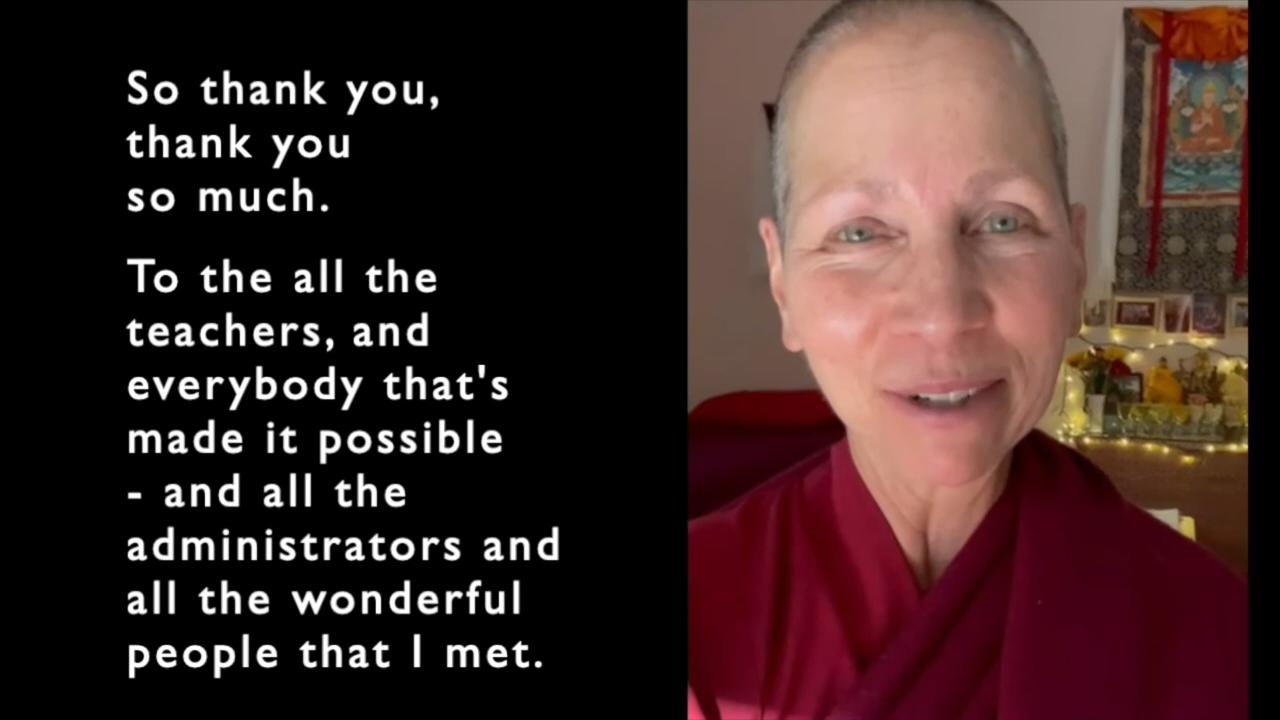 So thank you,
thank you
so much.
To the all the
teachers, and
everybody that's
made it possible
- and all the
administrators and
all the wonderful
people that I met.